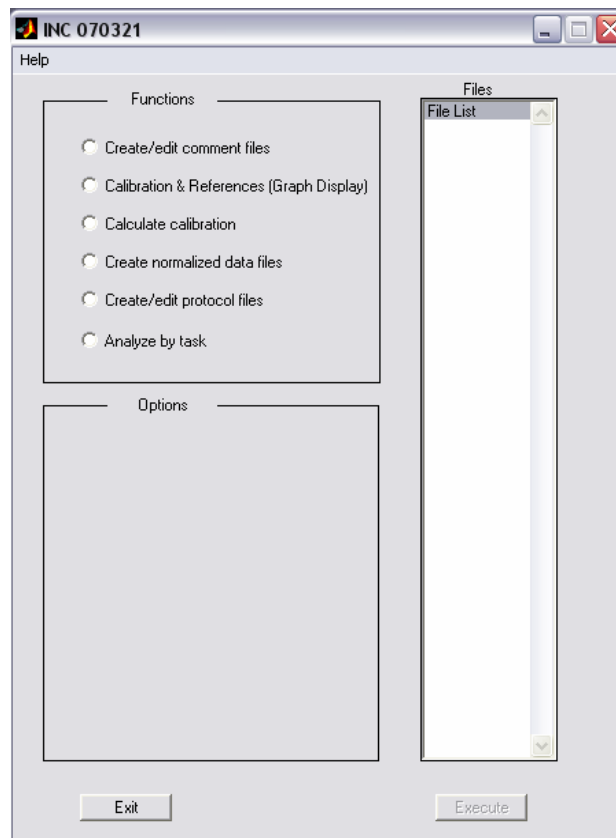 INC 070321
Help
Functions
Create/edit comment files
Calibration & References (Graph Display)
Calculate calibration
Create normalized data files
Create/edit protocol files
Analyze by task
Options
Files
File List
Exit
Execute